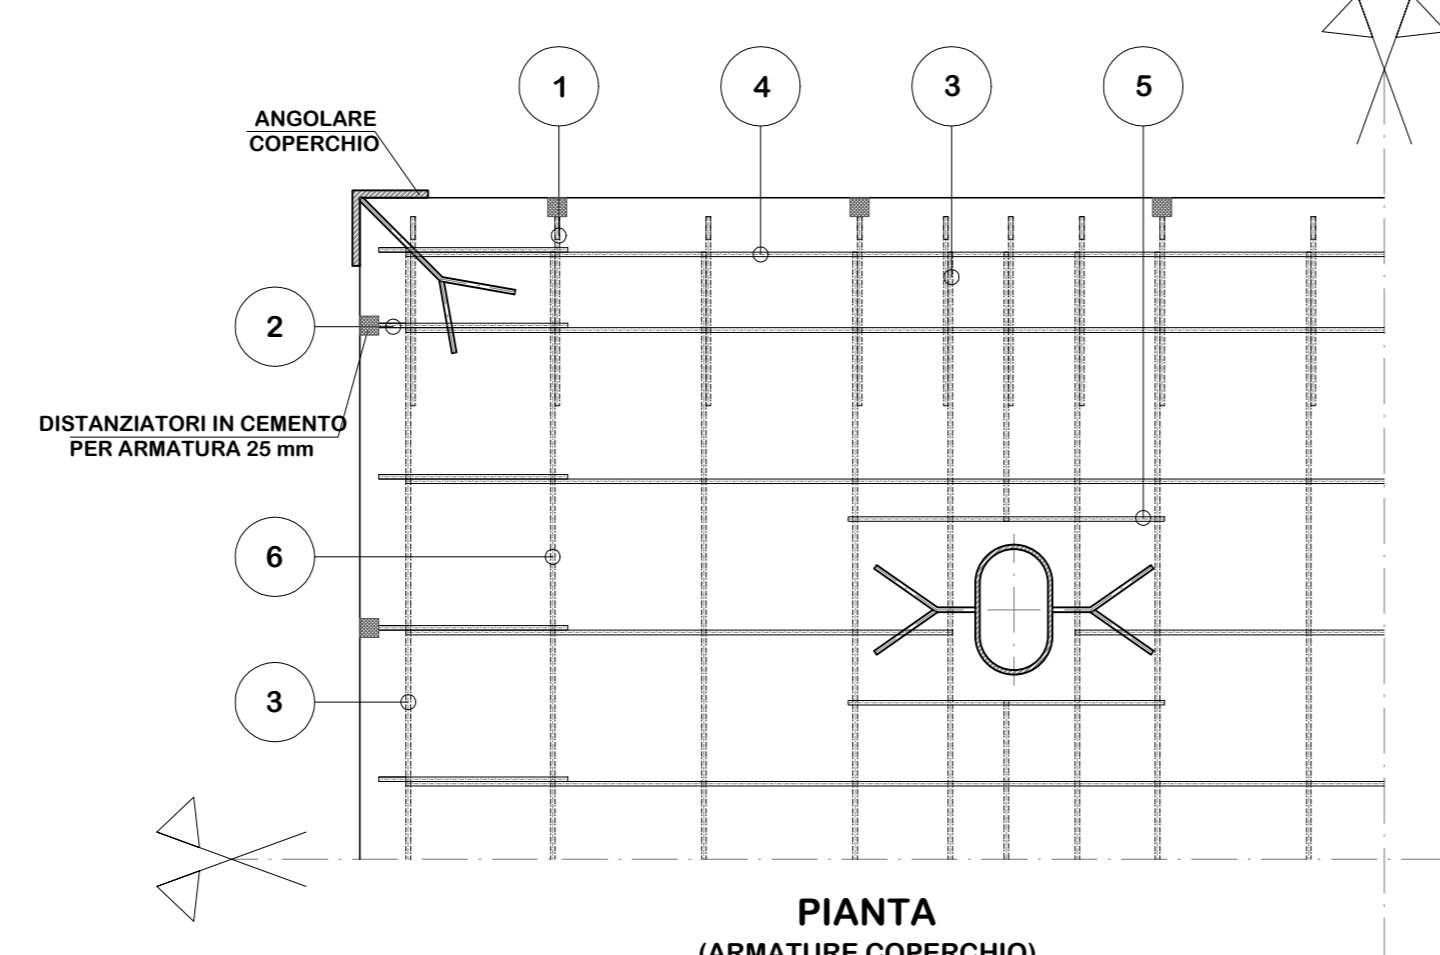 1
4
3
5
ANGOLARE
COPERCHIO
2
DISTANZIATORI IN CEMENTO
PER ARMATURA 25 mm
6
3
PIANTA
(ARMATURE COPERCHIO)